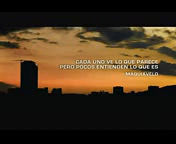 CADA UNO VE LO QUE PARECE
PERO POCOS ENTIENDEN LO QUE ES
MAQUIAVELO